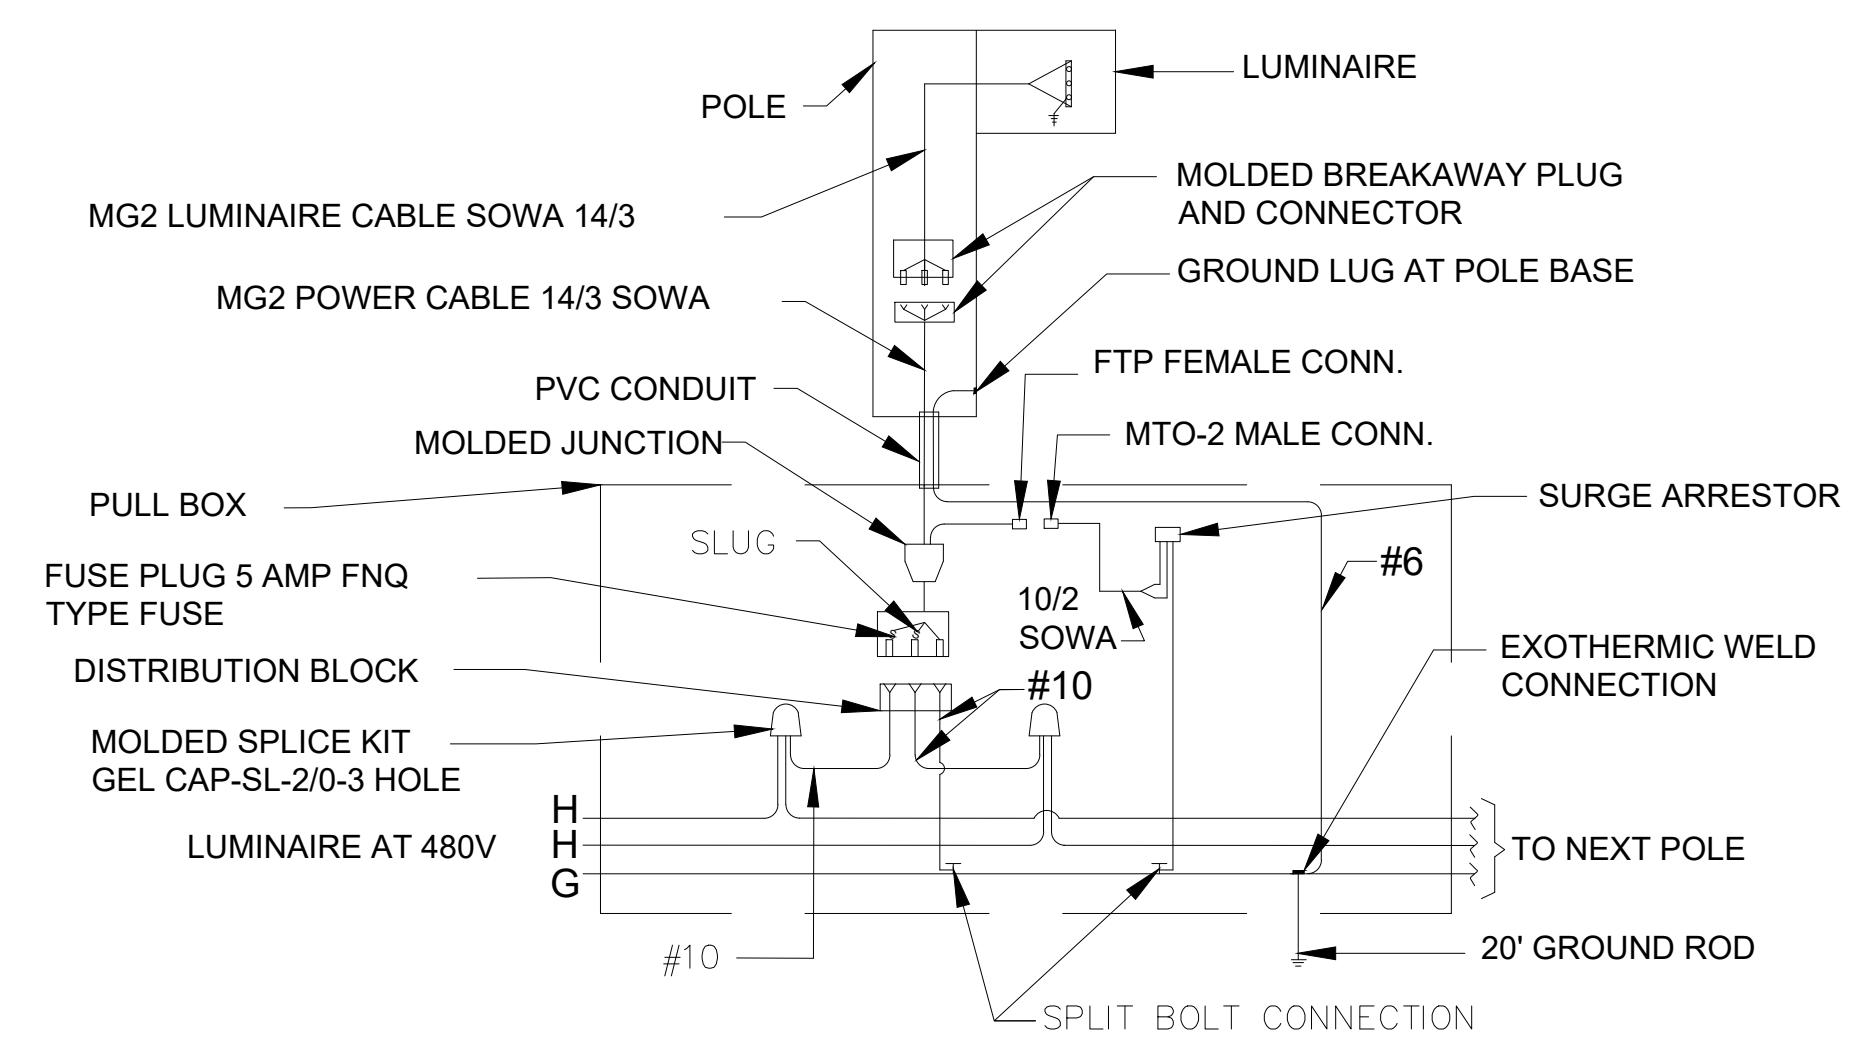 LUMINAIRE
POLE
MOLDED BREAKAWAY PLUG
AND CONNECTOR
MG2 LUMINAIRE CABLE SOWA 14/3
GROUND LUG AT POLE BASE
MG2 POWER CABLE 14/3 SOWA
FTP FEMALE CONN.
PVC CONDUIT
MTO-2 MALE CONN.
MOLDED JUNCTION
SURGE ARRESTOR
PULL BOX
SLUG
#6
FUSE PLUG 5 AMP FNQ
TYPE FUSE
10/2
SOWA
EXOTHERMIC WELD
CONNECTION
DISTRIBUTION BLOCK
#10
MOLDED SPLICE KIT
GEL CAP-SL-2/0-3 HOLE
H
LUMINAIRE AT 480V
H
TO NEXT POLE
G
#10
20' GROUND ROD
SPLIT BOLT CONNECTION